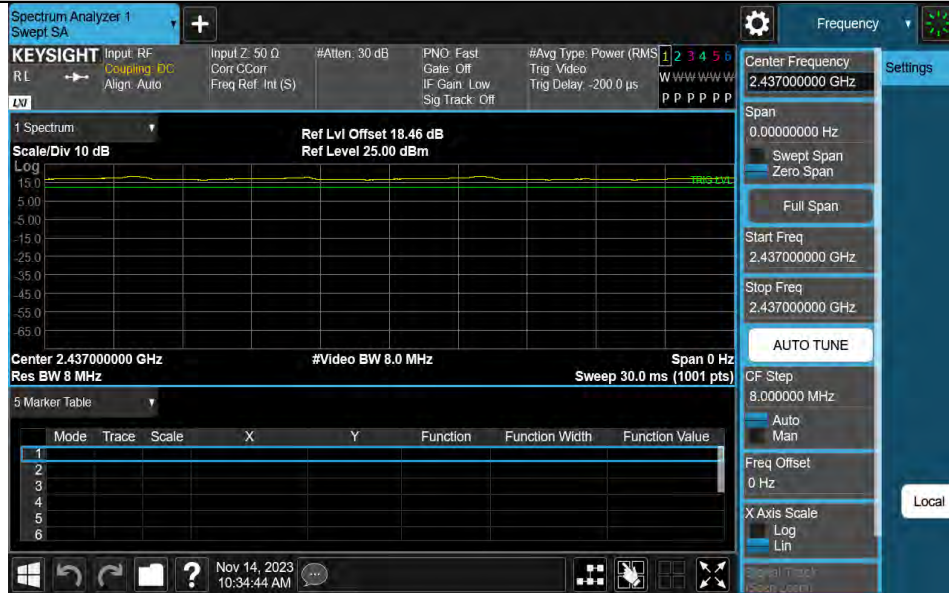 Spectrum Analyzer 1
Swept SA
Frequency
KEYSIGHT
RL
LXI
Input: RF
Coupling: DC
Align: Auto
Input Z: 50 Ω
Corr CCorr
Freq Ref: Int (S)
#Atten: 30 dB
PNO: Fast
Gate: Off
IF Gain: Low
Sig Track: Off
#Avg Type: Power (RMS
Trig: Video
Trig Delay: -200.0 µs
1 2 3 4 5 6
W W W W W W
P P P P P P
1 Spectrum
Scale/Div 10 dB
Ref Lvl Offset 18.46 dB
Ref Level 25.00 dBm
Log
15.0
5.00
-5.00
-15.0
-25.0
-35.0
-45.0
-55.0
-65.0
TRIG LVL
Center 2.437000000 GHz
#Video BW 8.0 MHz
Span 0 Hz
Res BW 8 MHz
Sweep 30.0 ms (1001 pts)
5 Marker Table
Mode Trace Scale X Y Function Function Width Function Value
1
2
3
4
5
6
Nov 14, 2023
10:34:44 AM
Center Frequency
2.437000000 GHz
Span
0.00000000 Hz
Swept Span
Zero Span
Full Span
Start Freq
2.437000000 GHz
Stop Freq
2.437000000 GHz
AUTO TUNE
CF Step
8.000000 MHz
Auto
Man
Freq Offset
0 Hz
X Axis Scale
Log
Lin
Signal Track
(Span Zoom)
Settings
Local